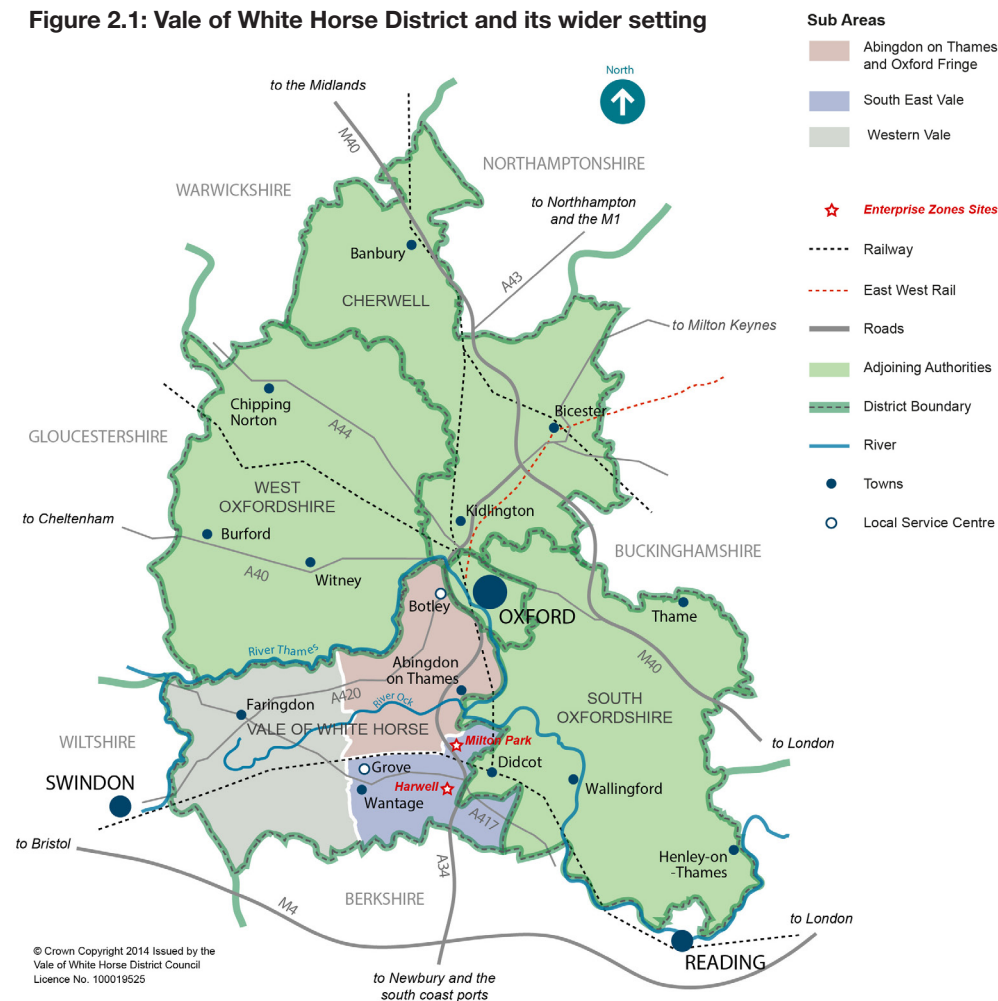 Figure 2.1: Vale of White Horse District and its wider setting
Sub Areas
Abingdon on Thames
and Oxford Fringe
South East Vale
Western Vale
Enterprise Zones Sites
Railway
East West Rail
Roads
Adjoining Authorities
District Boundary
River
Towns
Local Service Centre
North
to the Midlands
M40
NORTHAMPTONSHIRE
WARWICKSHIRE
to Northhampton
and the M1
Banbury
A43
CHERWELL
to Milton Keynes
Chipping
Norton
Bicester
A44
GLOUCESTERSHIRE
WEST
OXFORDSHIRE
to Cheltenham
Kidlington
Burford
BUCKINGHAMSHIRE
A40
Witney
Botley
OXFORD
Thame
River Thames
Abingdon
on Thames
M40
A420
River Ock
SOUTH
OXFORDSHIRE
Faringdon
VALE OF WHITE HORSE
WILTSHIRE
Milton Park
to London
Grove
Didcot
SWINDON
Harwell
Wallingford
Wantage
A417
to Bristol
A34
Henley-on
-Thames
BERKSHIRE
M4
to London
READING
to Newbury and the
south coast ports
© Crown Copyright 2014 Issued by the
Vale of White Horse District Council
Licence No. 100019525